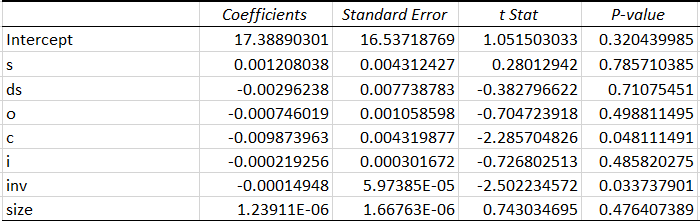 Coefficients Standard Error t Stat P-value
Intercept 17.38890301 16.53718769 1.051503033 0.320439985
s 0.001208038 0.004312427 0.28012942 0.785710385
ds -0.00296238 0.007738783 -0.382796622 0.71075451
o -0.000746019 0.001058598 -0.704723918 0.498811495
c -0.009873963 0.004319877 -2.285704826 0.048111491
i -0.000219256 0.000301672 -0.726802513 0.485820275
inv -0.00014948 5.97385E-05 -2.502234572 0.033737901
size 1.23911E-06 1.66763E-06 0.743034695 0.476407389